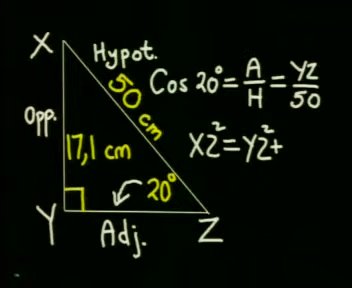 X
Hypot.
50 cm
Cos 20° = A/H = YZ/50
Opp.
17,1 cm
XZ² = YZ² +
20°
Y
Adj.
Z